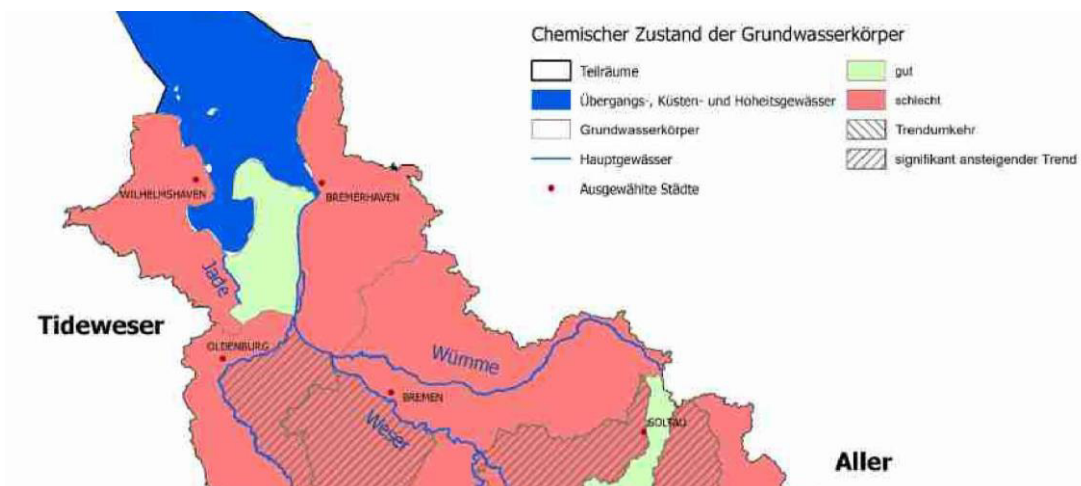 Chemischer Zustand der Grundwasserkörper
Teilräume
Übergangs-, Küsten- und Hoheitsgewässer
Grundwasserkörper
Hauptgewässer
Ausgewählte Städte
gut
schlecht
Trendumkehr
signifikant ansteigender Trend
WILHELMSHAVEN
BREMERHAVEN
Jade
Tideweser
OLDENBURG
Wümme
BREMEN
Weser
SOLTAU
Aller